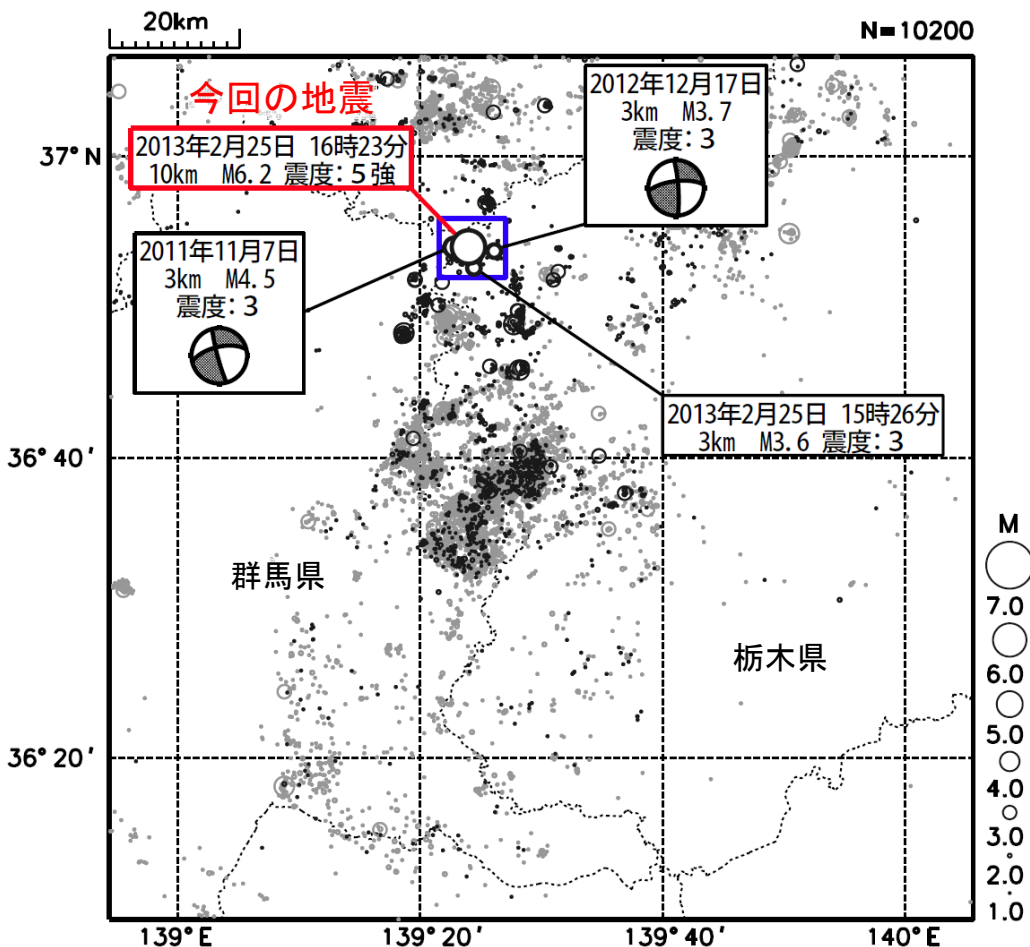 20km
N=10200
今回の地震
2013年2月25日 16時23分
10km M6.2 震度:5強
2012年12月17日
3km M3.7
震度:3
37°N
2011年11月7日
3km M4.5
震度:3
2013年2月25日 15時26分
3km M3.6 震度:3
36°40′
群馬県
栃木県
36°20′
M
7.0
6.0
5.0
4.0
3.0
2.0
1.0
139°E
139°20′
139°40′
140°E